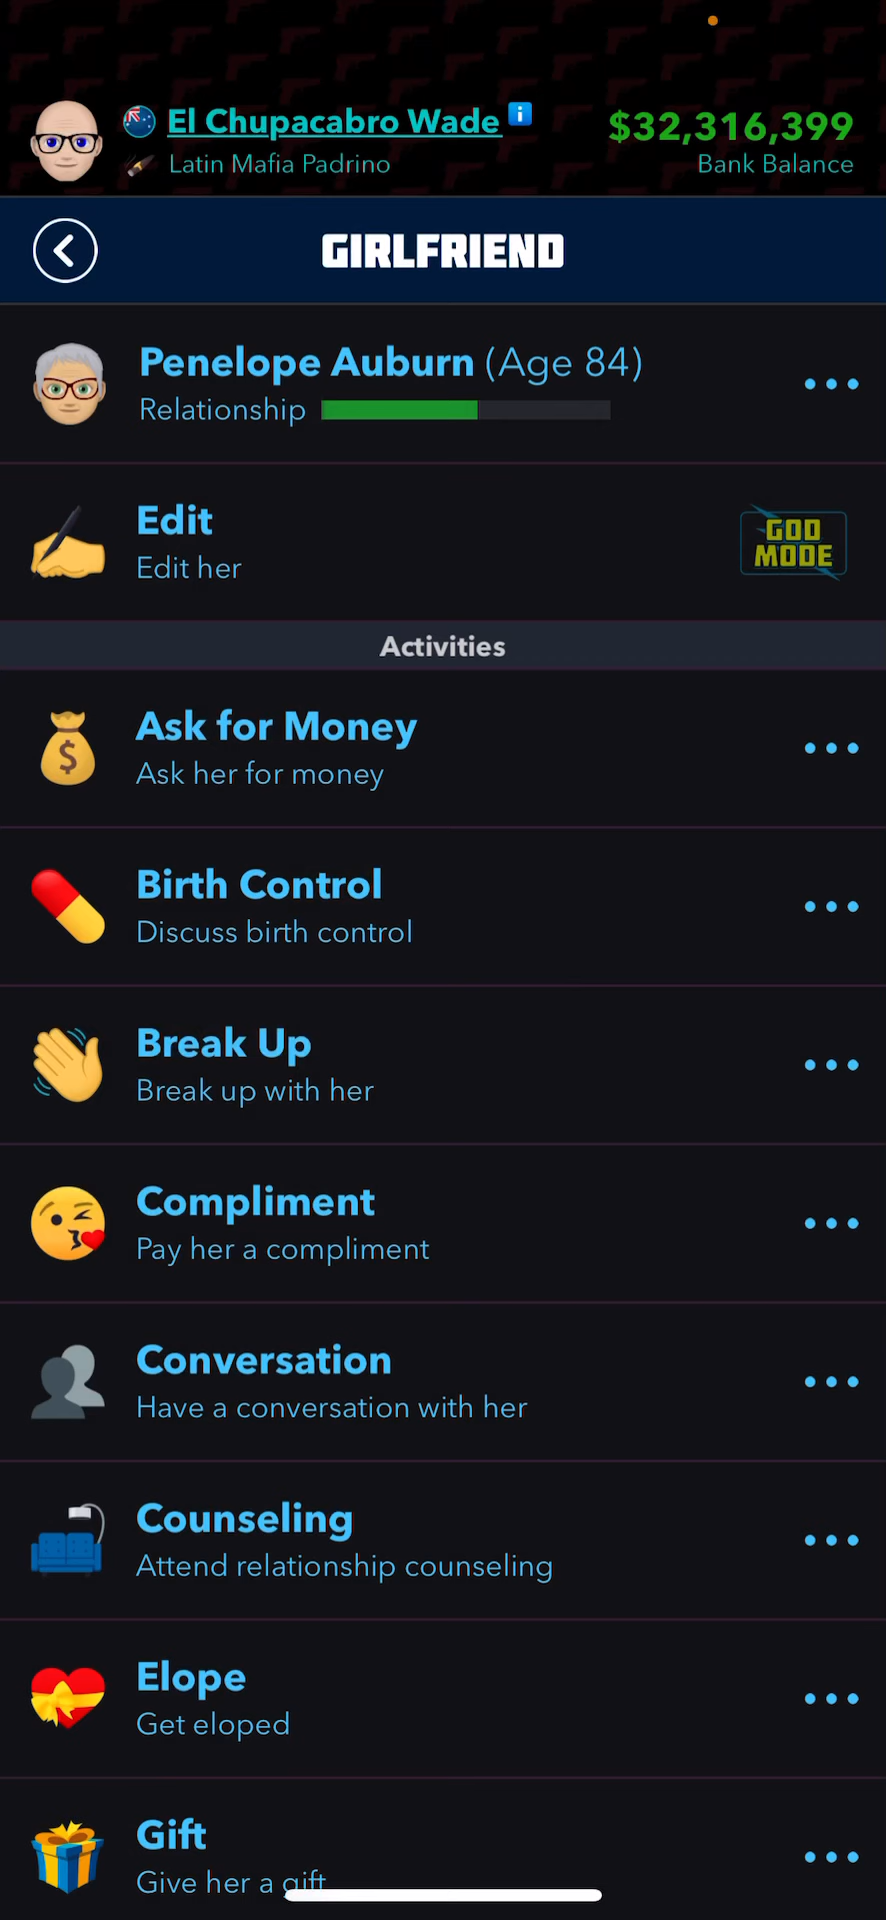 El Chupacabro Wade i
$32,316,399
Latin Mafia Padrino
Bank Balance
GIRLFRIEND
Penelope Auburn (Age 84)
Relationship
Edit
Edit her
GOD
MODE
Activities
Ask for Money
Ask her for money
Birth Control
Discuss birth control
Break Up
Break up with her
Compliment
Pay her a compliment
Conversation
Have a conversation with her
Counseling
Attend relationship counseling
Elope
Get eloped
Gift
Give her a gift